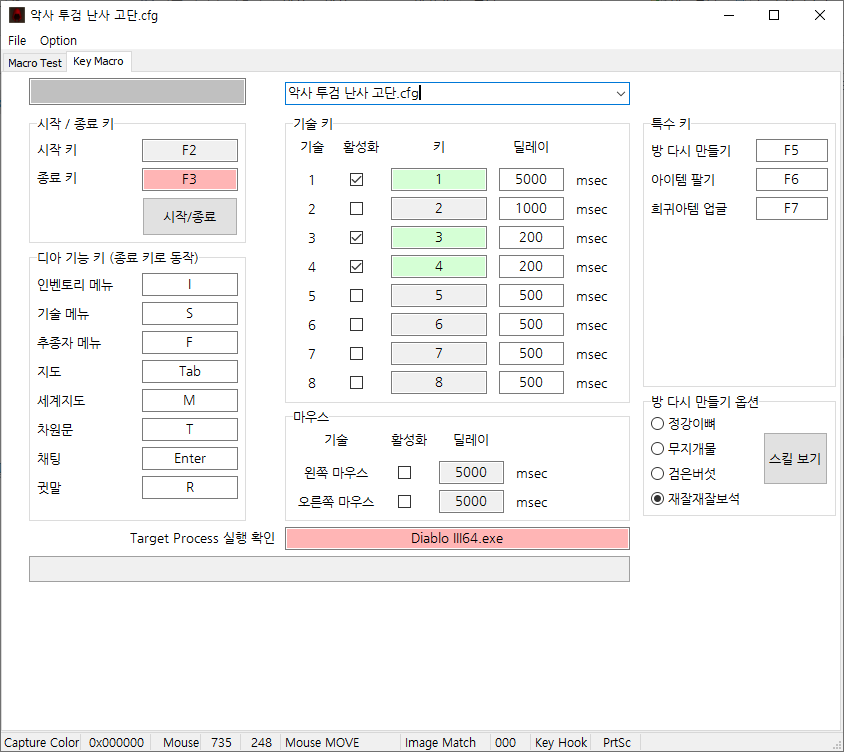 악사 투검 난사 고단.cfg
File Option
Macro Test Key Macro
악사 투검 난사 고단.cfg
시작 / 종료 키
시작 키 F2
종료 키 F3
시작/종료
디아 기능 키 (종료 키로 동작)
인벤토리 메뉴 I
기술 메뉴 S
추종자 메뉴 F
지도 Tab
세계지도 M
차원문 T
채팅 Enter
귓말 R
기술 키
기술 활성화 키 딜레이
1 1 5000 msec
2 2 1000 msec
3 3 200 msec
4 4 200 msec
5 5 500 msec
6 6 500 msec
7 7 500 msec
8 8 500 msec
마우스
기술 활성화 딜레이
왼쪽 마우스 5000 msec
오른쪽 마우스 5000 msec
특수 키
방 다시 만들기 F5
아이템 팔기 F6
희귀아템 업글 F7
방 다시 만들기 옵션
정강이뼈
무지개물
검은버섯
재잘재잘보석
스킬 보기
Target Process 실행 확인 Diablo III64.exe
Capture Color 0x000000 Mouse 735 248 Mouse MOVE Image Match 000 Key Hook PrtSc